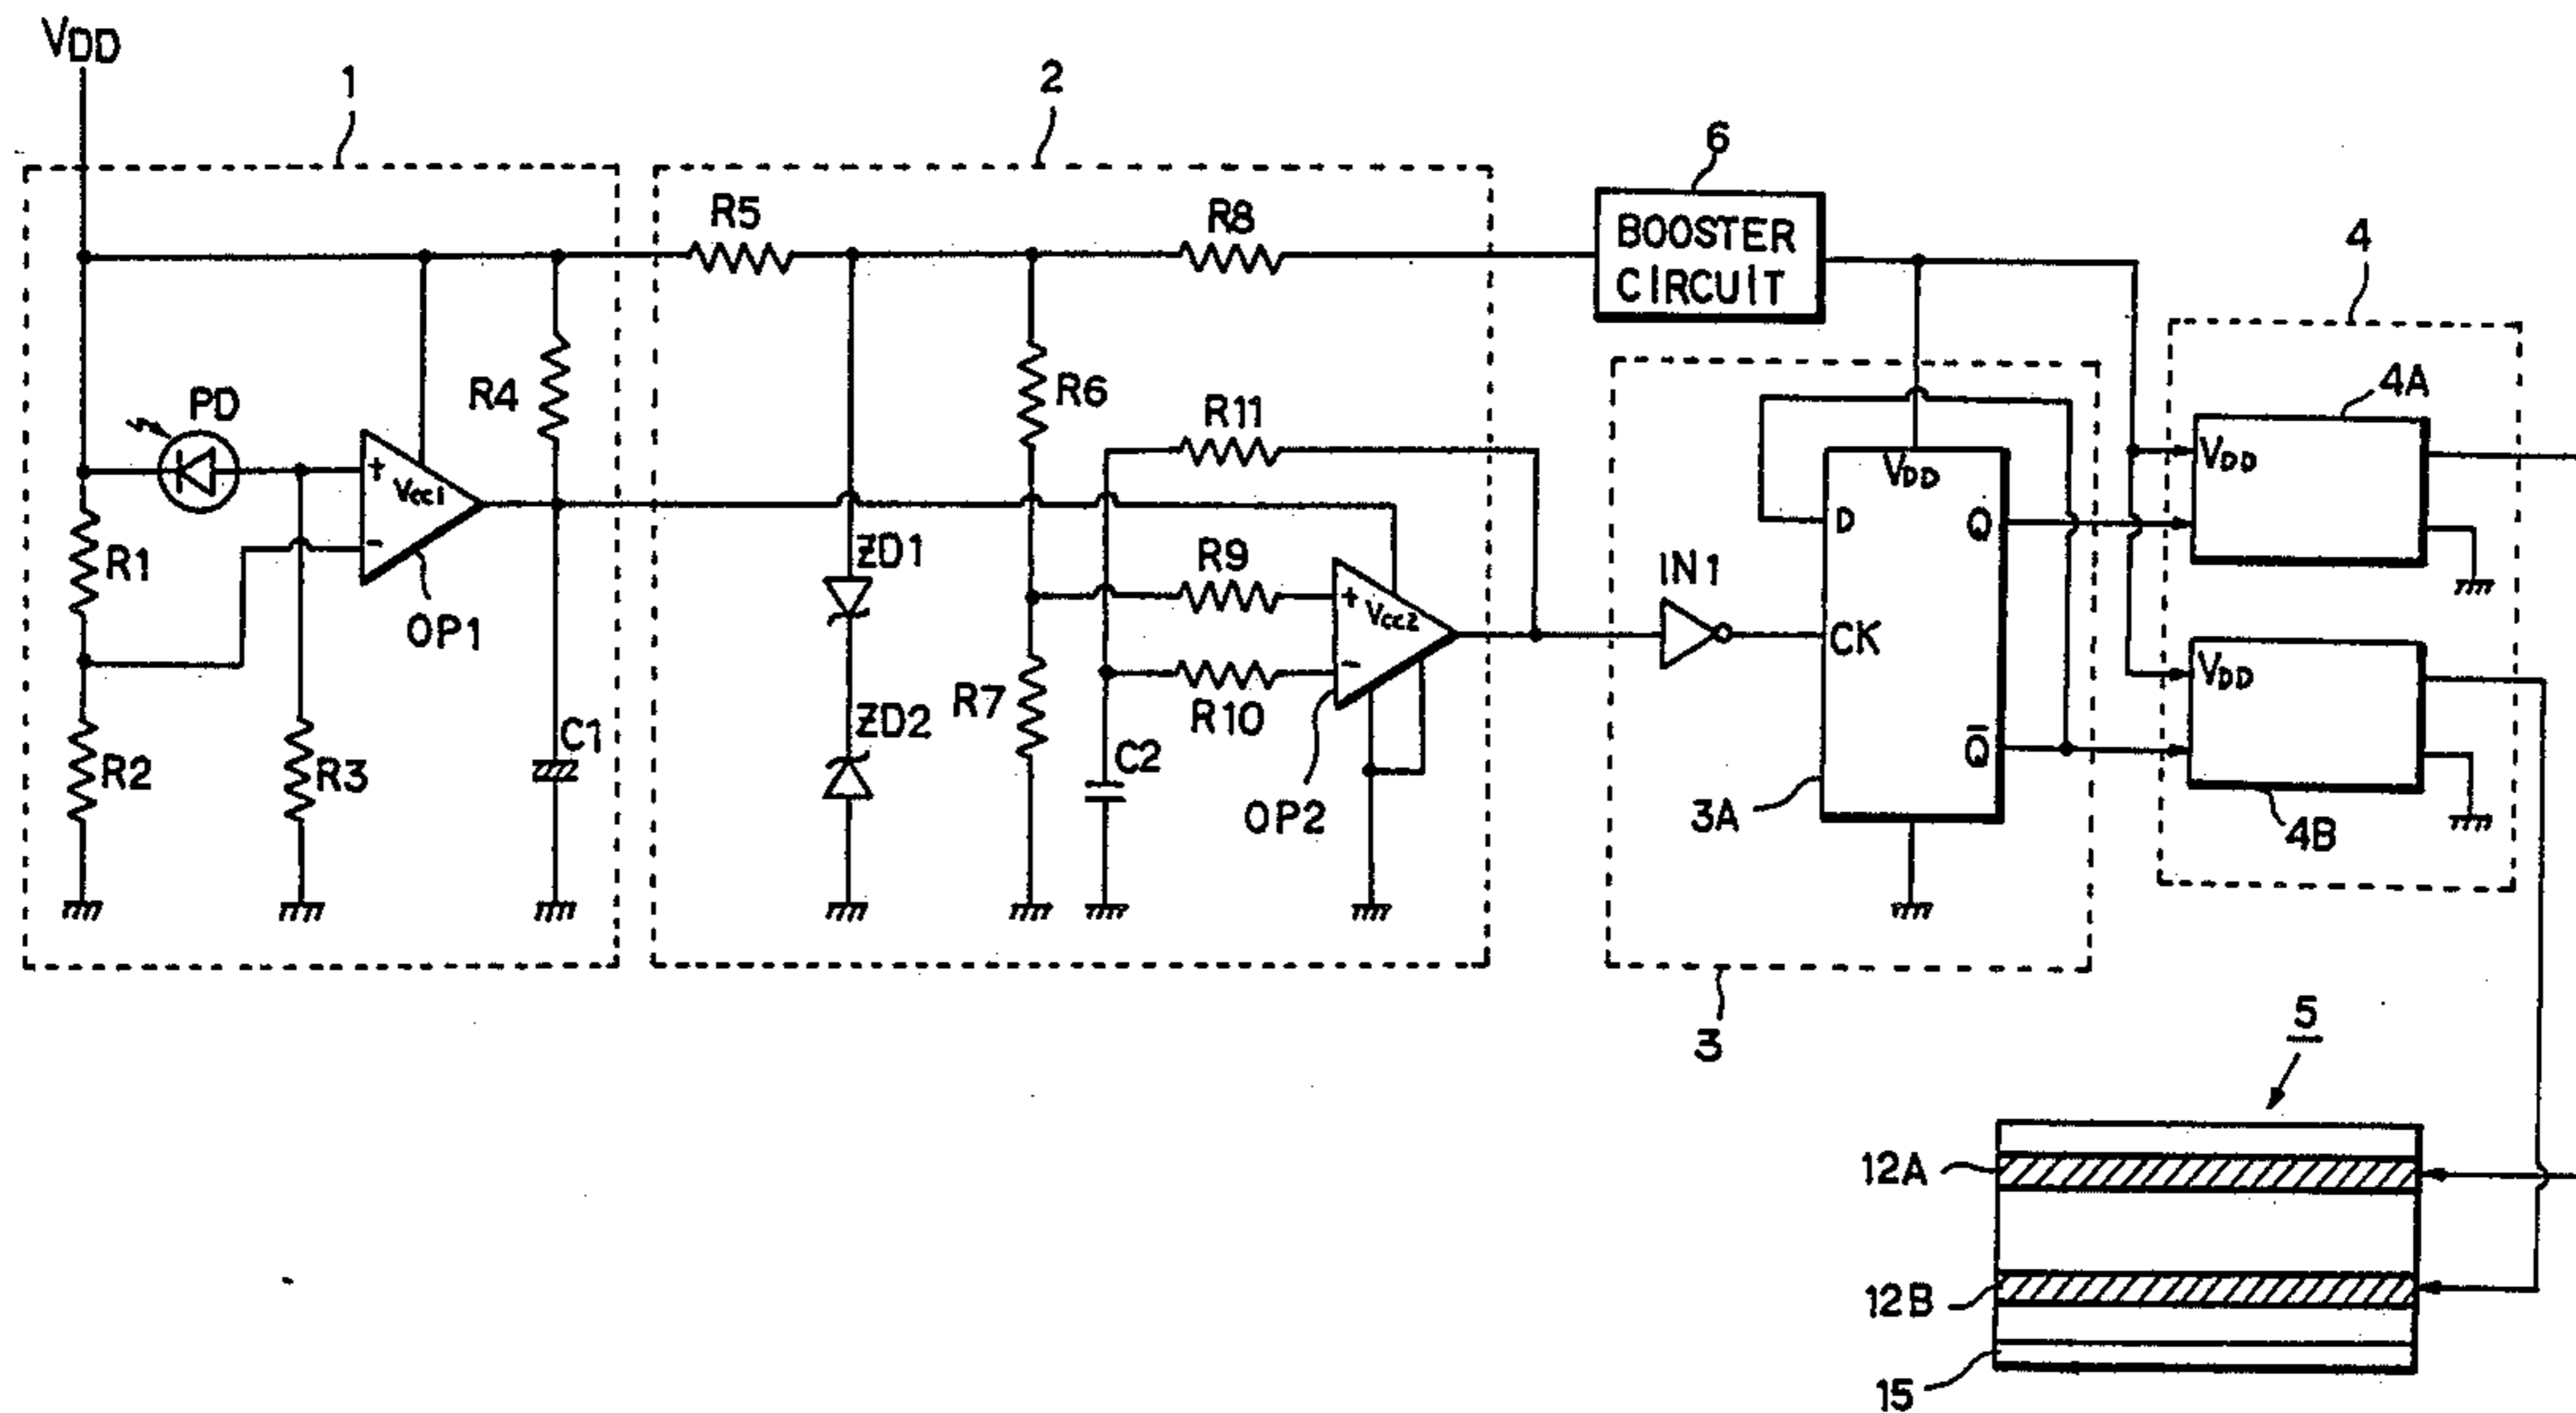 VDD
1
2
6
BOOSTER
CIRCUIT
4
R5
R8
4A
PD
R4
R6
R11
VDD
VDD
+
Vcc1
-
D
Q
R1
OP1
ZD1
R9
IN1
+
Vcc2
-
CK
VDD
R2
R3
C1
ZD2
R7
R10
C2
OP2
3A
Q̅
4B
3
5
12A
12B
15